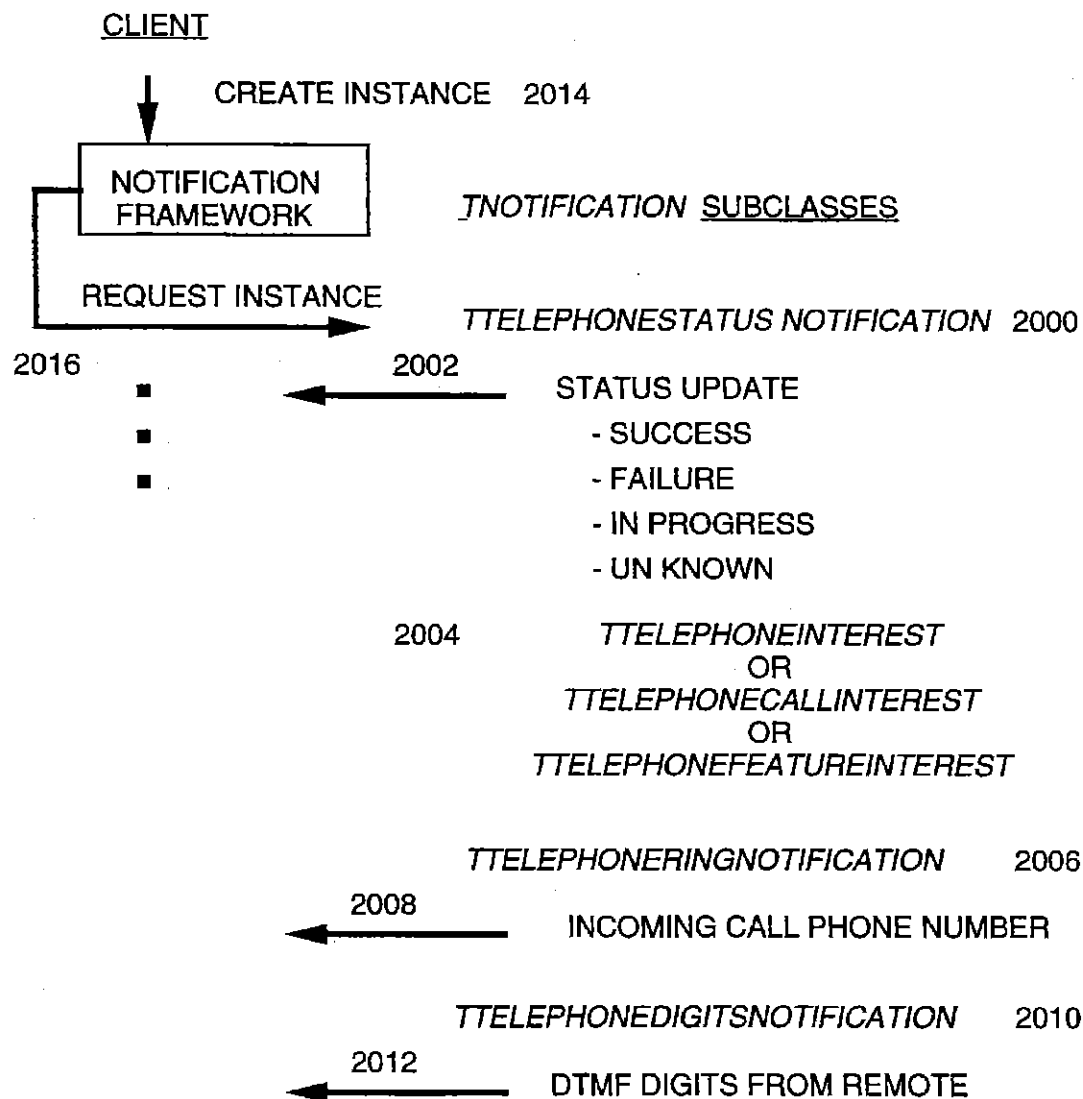 CLIENT
CREATE INSTANCE 2014
NOTIFICATION
FRAMEWORK
TNOTIFICATION SUBCLASSES
REQUEST INSTANCE
TTELEPHONESTATUS NOTIFICATION 2000
2016
2002
STATUS UPDATE
- SUCCESS
- FAILURE
- IN PROGRESS
- UN KNOWN
2004 TTELEPHONEINTEREST
OR
TTELEPHONECALLINTEREST
OR
TTELEPHONEFEATUREINTEREST
TTELEPHONERINGNOTIFICATION 2006
2008
INCOMING CALL PHONE NUMBER
TTELEPHONEDIGITSNOTIFICATION 2010
2012
DTMF DIGITS FROM REMOTE